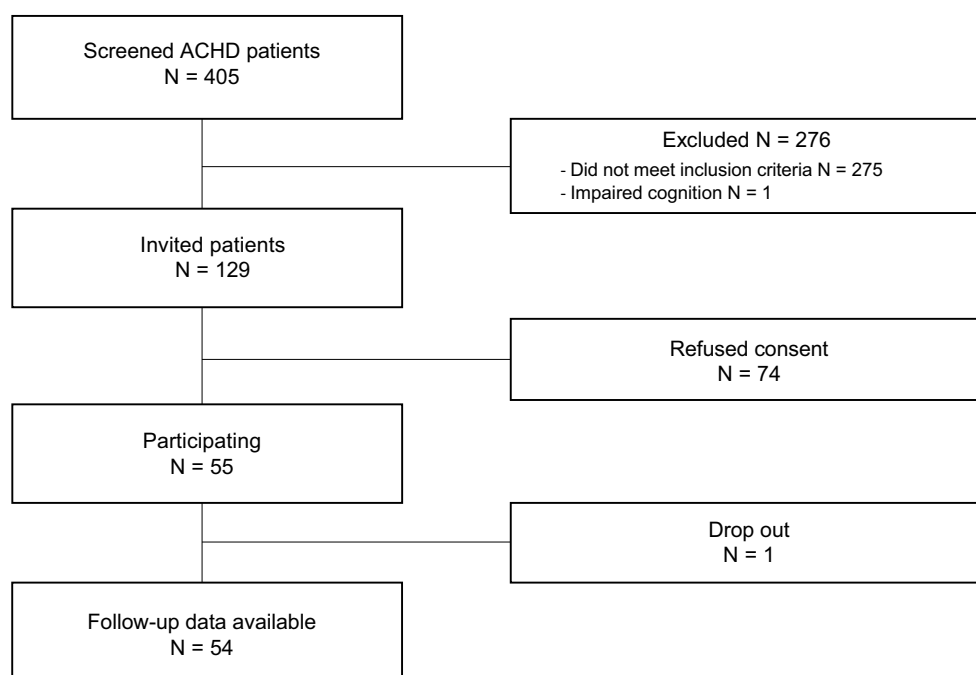 Screened ACHD patients
N = 405
Excluded N = 276
- Did not meet inclusion criteria N = 275
- Impaired cognition N = 1
Invited patients
N = 129
Refused consent
N = 74
Participating
N = 55
Drop out
N = 1
Follow-up data available
N = 54